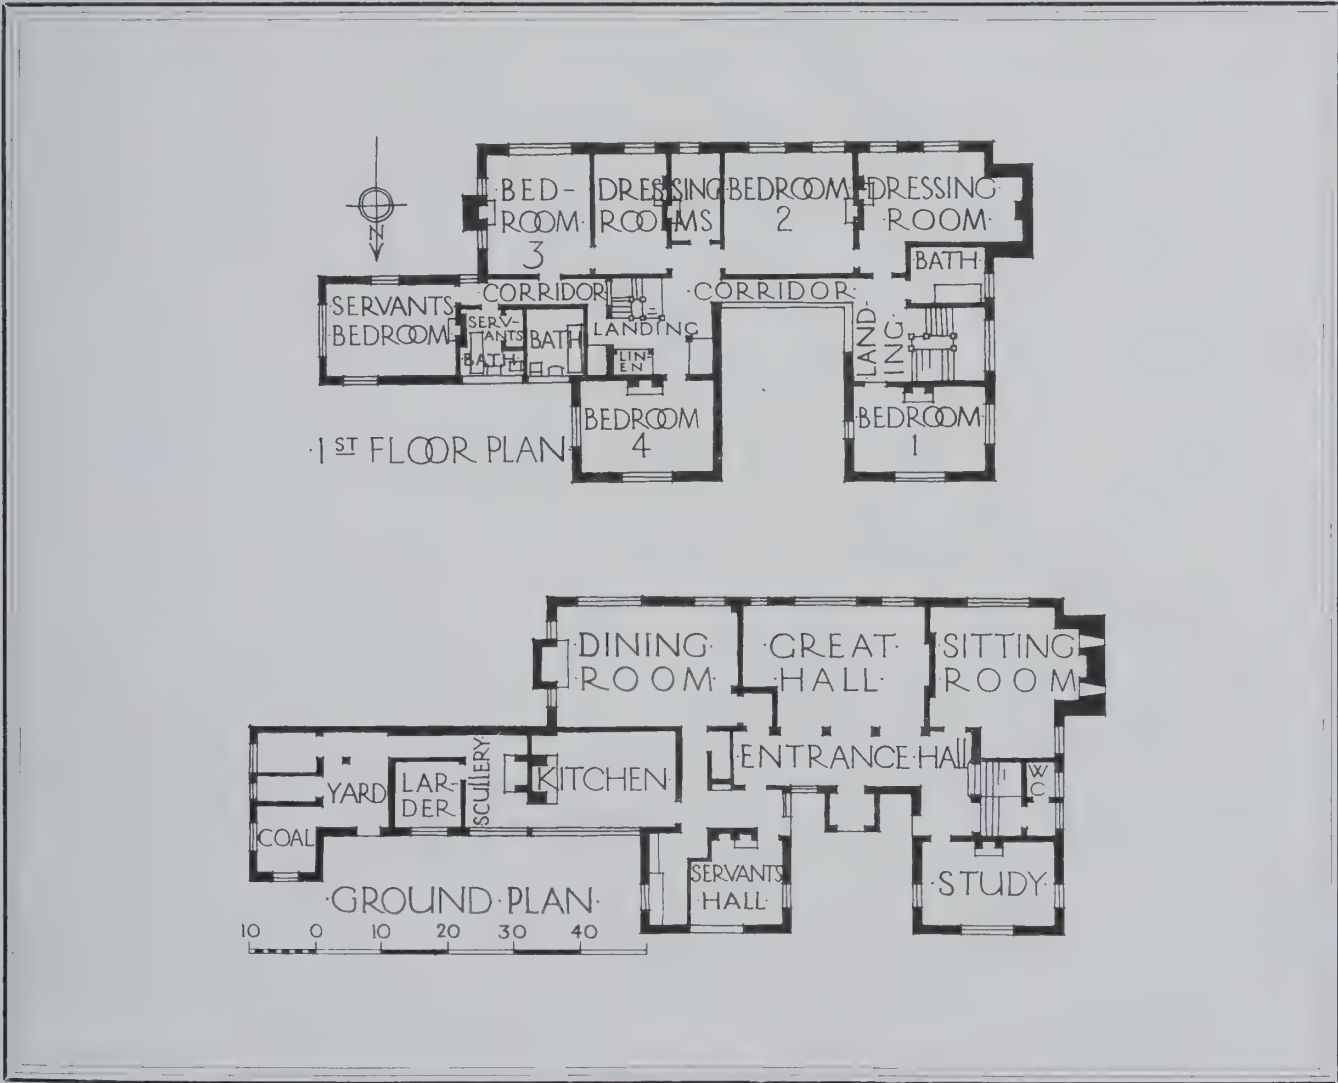 N
BED-
ROOM
3
DRESSING
ROOMS
BEDROOM
2
DRESSING
ROOM
BATH
SERVANTS
BEDROOM
CORRIDOR
SERV-
ANTS
BATH
BATH
LANDING
LIN-
EN
CORRIDOR
LAND-
ING
BEDROOM
4
BEDROOM
1
·1ST FLOOR PLAN
·DINING·
·ROOM·
·GREAT·
·HALL·
SITTING
ROOM
ENTRANCE·HALL
WC
YARD
COAL
LAR-
DER
SCULLERY
KITCHEN
SERVANTS
·HALL·
·STUDY·
·GROUND·PLAN·
10 0 10 20 30 40